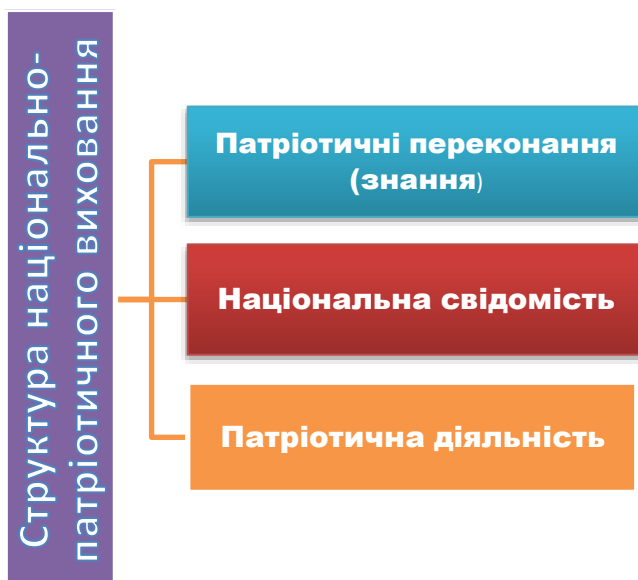 Структура національно-
патріотичного виховання
Патріотичні переконання
(знання)
Національна свідомість
Патріотична діяльність